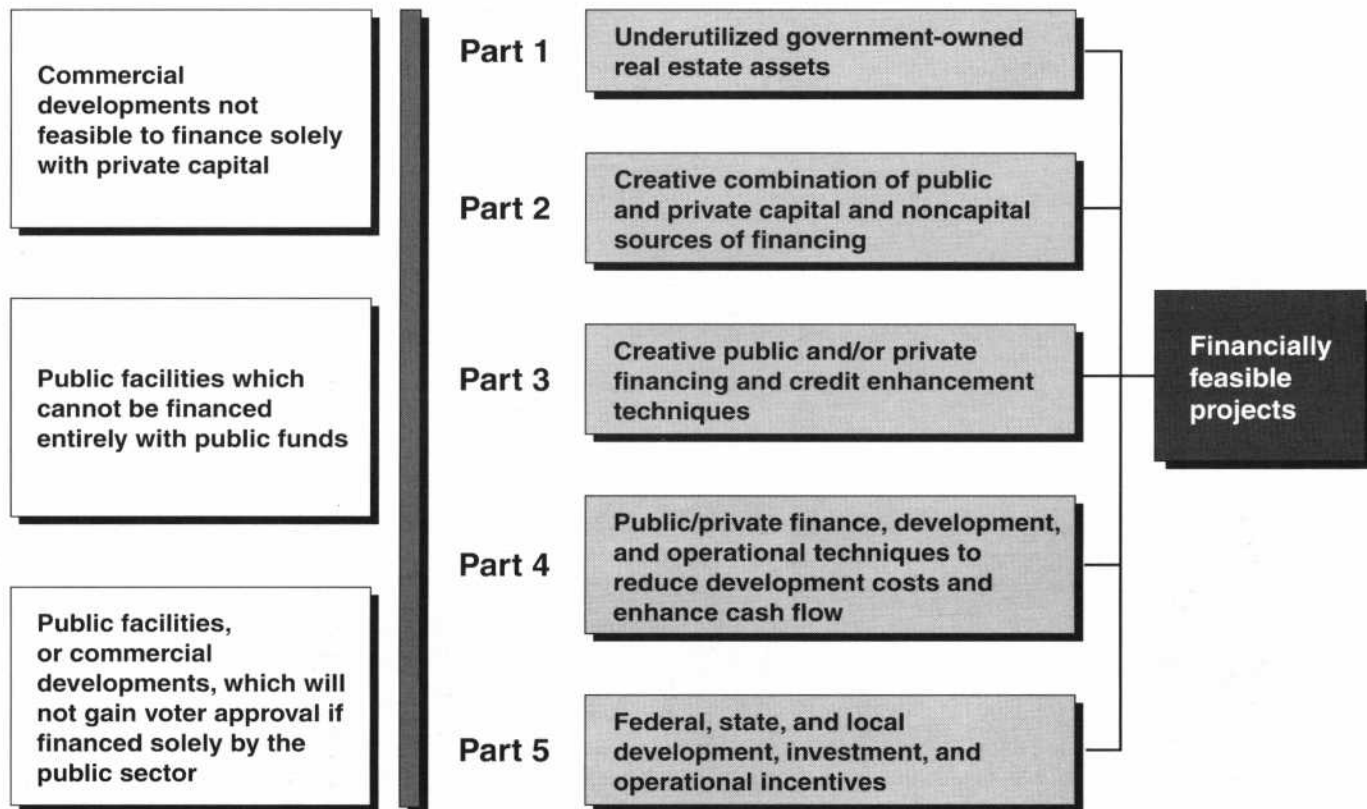 Commercial
developments not
feasible to finance solely
with private capital
Public facilities which
cannot be financed
entirely with public funds
Public facilities,
or commercial
developments, which will
not gain voter approval if
financed solely by the
public sector
Part 1
Underutilized government-owned
real estate assets
Part 2
Creative combination of public
and private capital and noncapital
sources of financing
Part 3
Creative public and/or private
financing and credit enhancement
techniques
Part 4
Public/private finance, development,
and operational techniques to
reduce development costs and
enhance cash flow
Part 5
Federal, state, and local
development, investment, and
operational incentives
Financially
feasible
projects